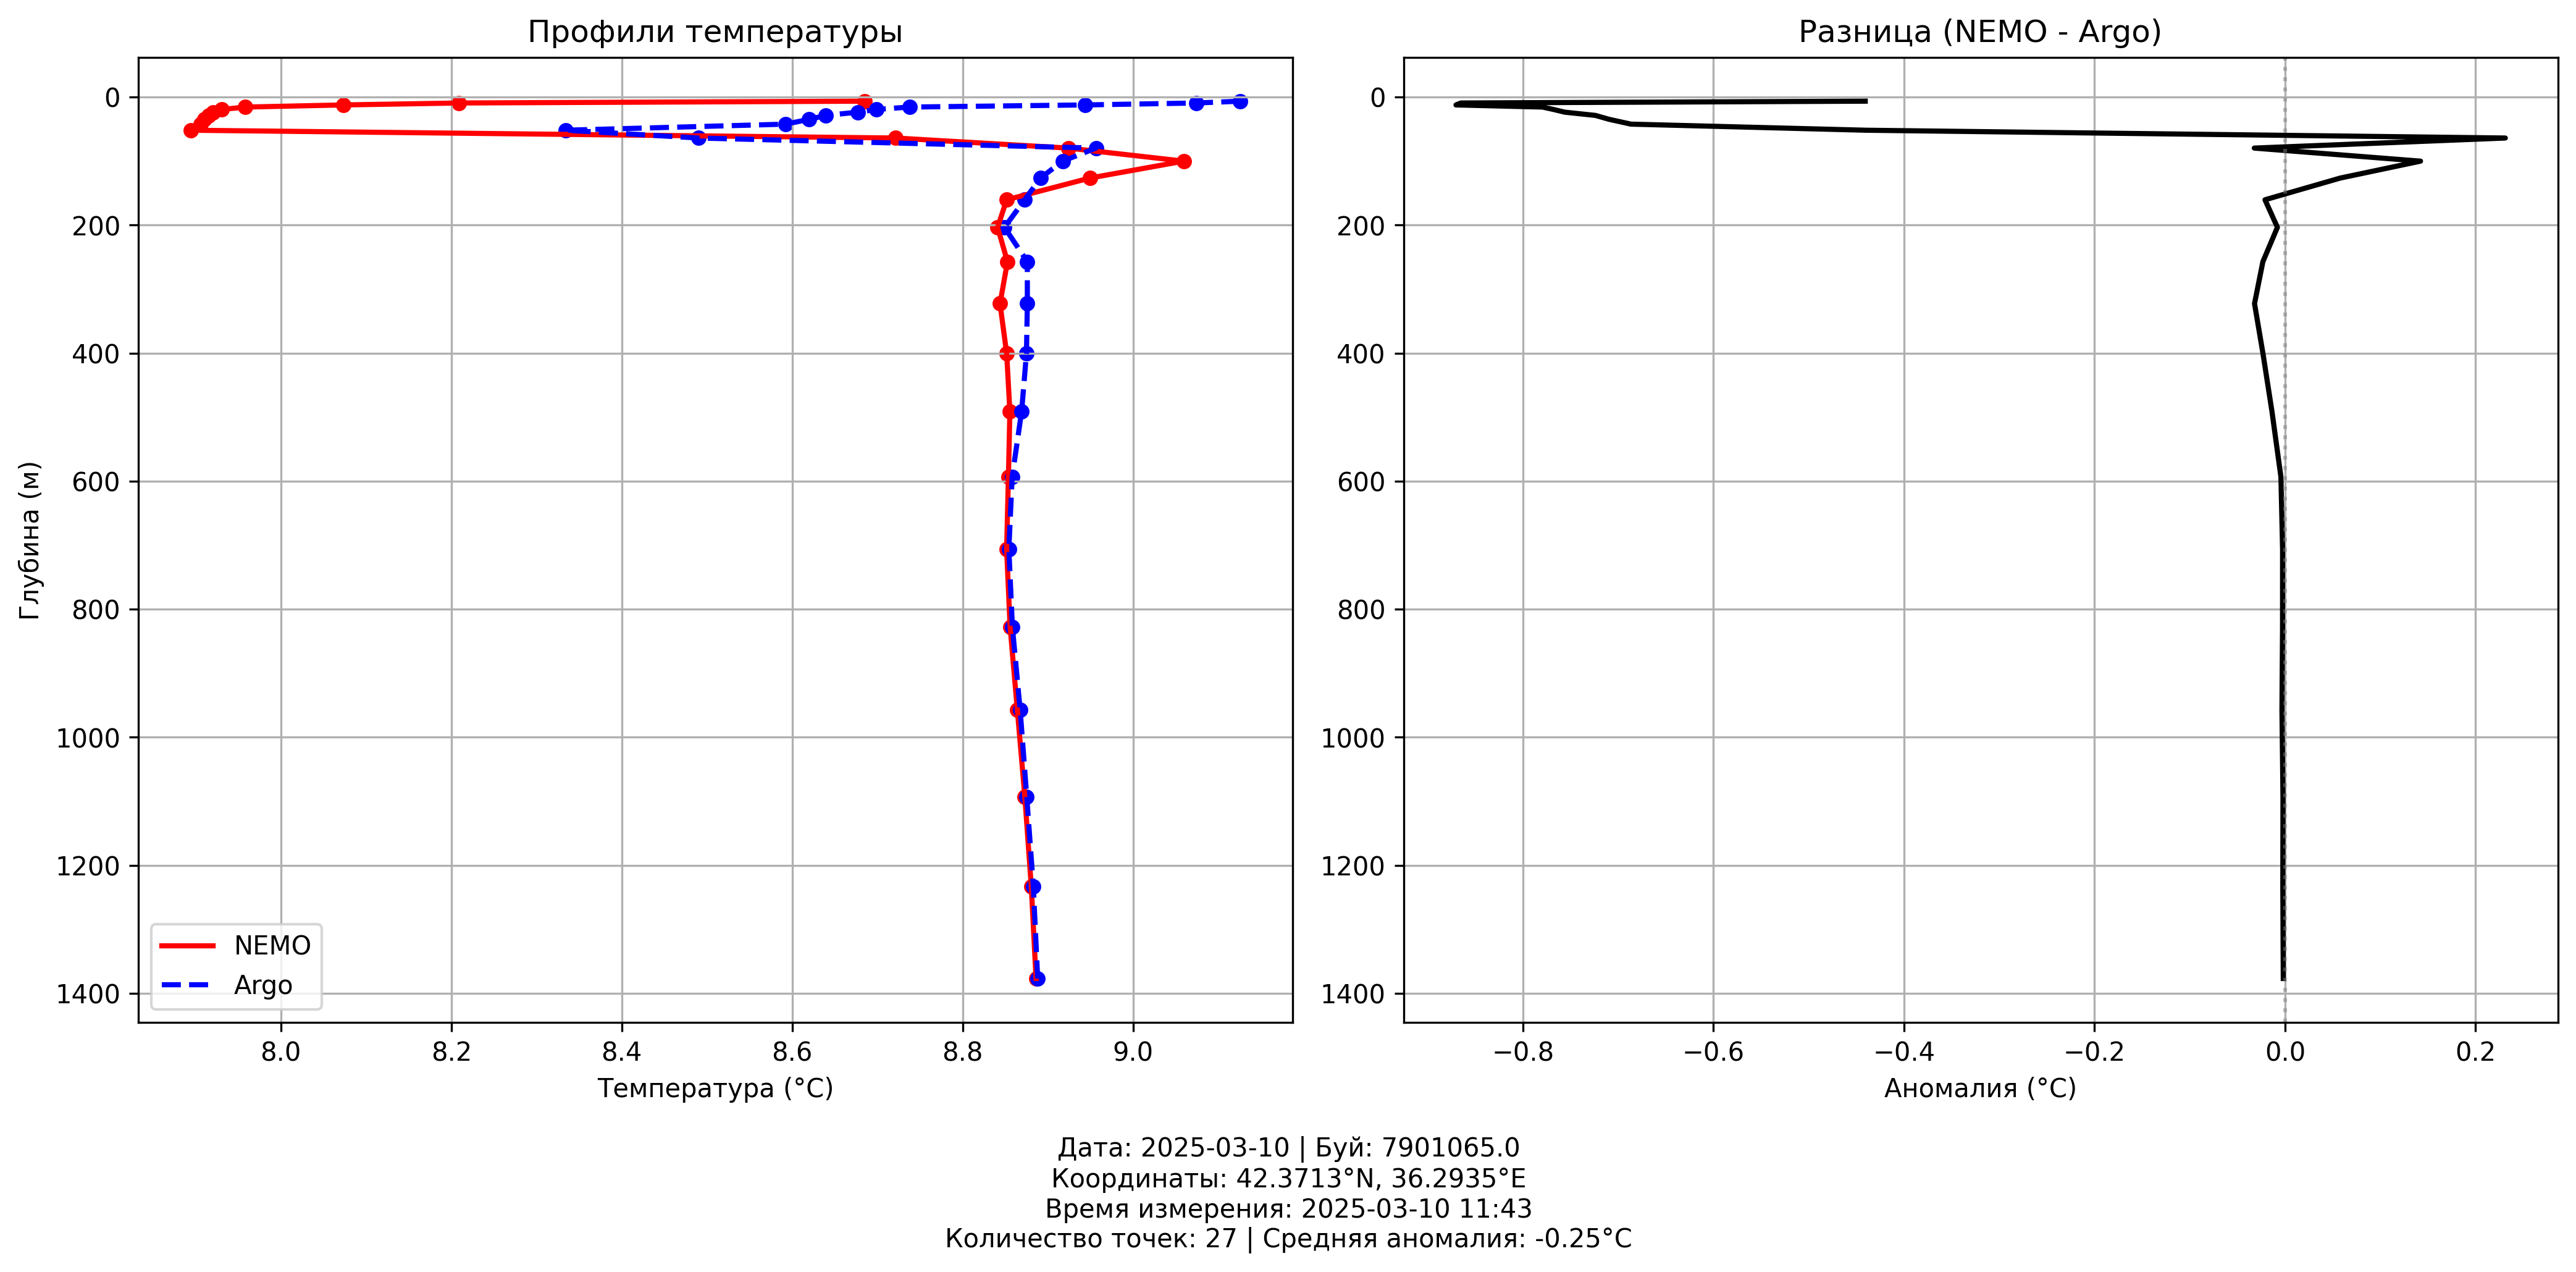 Профили температуры
Разница (NEMO - Argo)
0
200
400
600
800
1000
1200
1400
Глубина (м)
8.0
8.2
8.4
8.6
8.8
9.0
Температура (°C)
NEMO
Argo
0
200
400
600
800
1000
1200
1400
−0.8
−0.6
−0.4
−0.2
0.0
0.2
Аномалия (°C)
Дата: 2025-03-10 | Буй: 7901065.0
Координаты: 42.3713°N, 36.2935°E
Время измерения: 2025-03-10 11:43
Количество точек: 27 | Средняя аномалия: -0.25°C